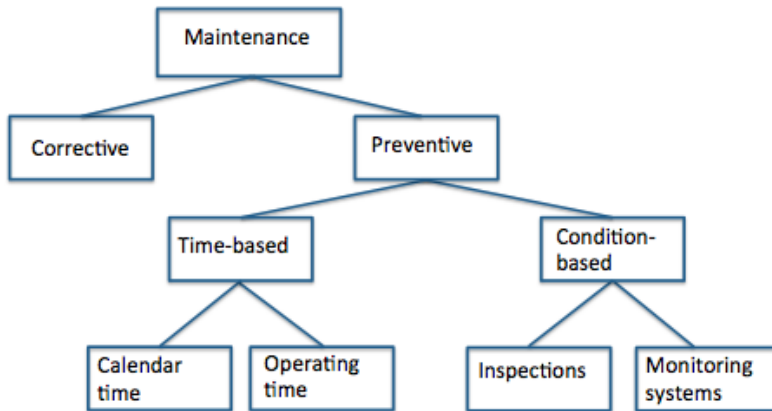 Maintenance
Corrective
Preventive
Time-based
Condition-
based
Calendar
time
Operating
time
Inspections
Monitoring
systems